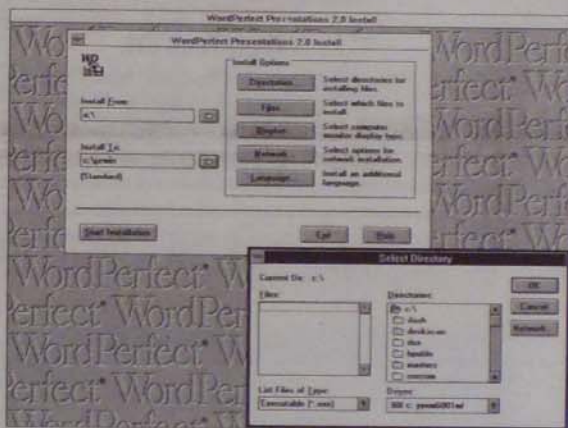 WordPerfect Presentations 2.0 Install
WordPerfect Presentations 2.0 Install
Install From:
a:\
Install To:
(Standard)
Start Installation
Exit
Help
Install Options
Directories...
Select directories for
installing files.
Files...
Select which files to
install.
Display...
Select computer
monitor display type.
Network...
Select options for
network installation.
Language...
Install an additional
language.
Select Directory
Current Dir: c:\
Files:
Directories:
c:\
dos
OK
Cancel
Network...
List Files of Type:
Executable (*.exe)
Drives:
WordPerfect